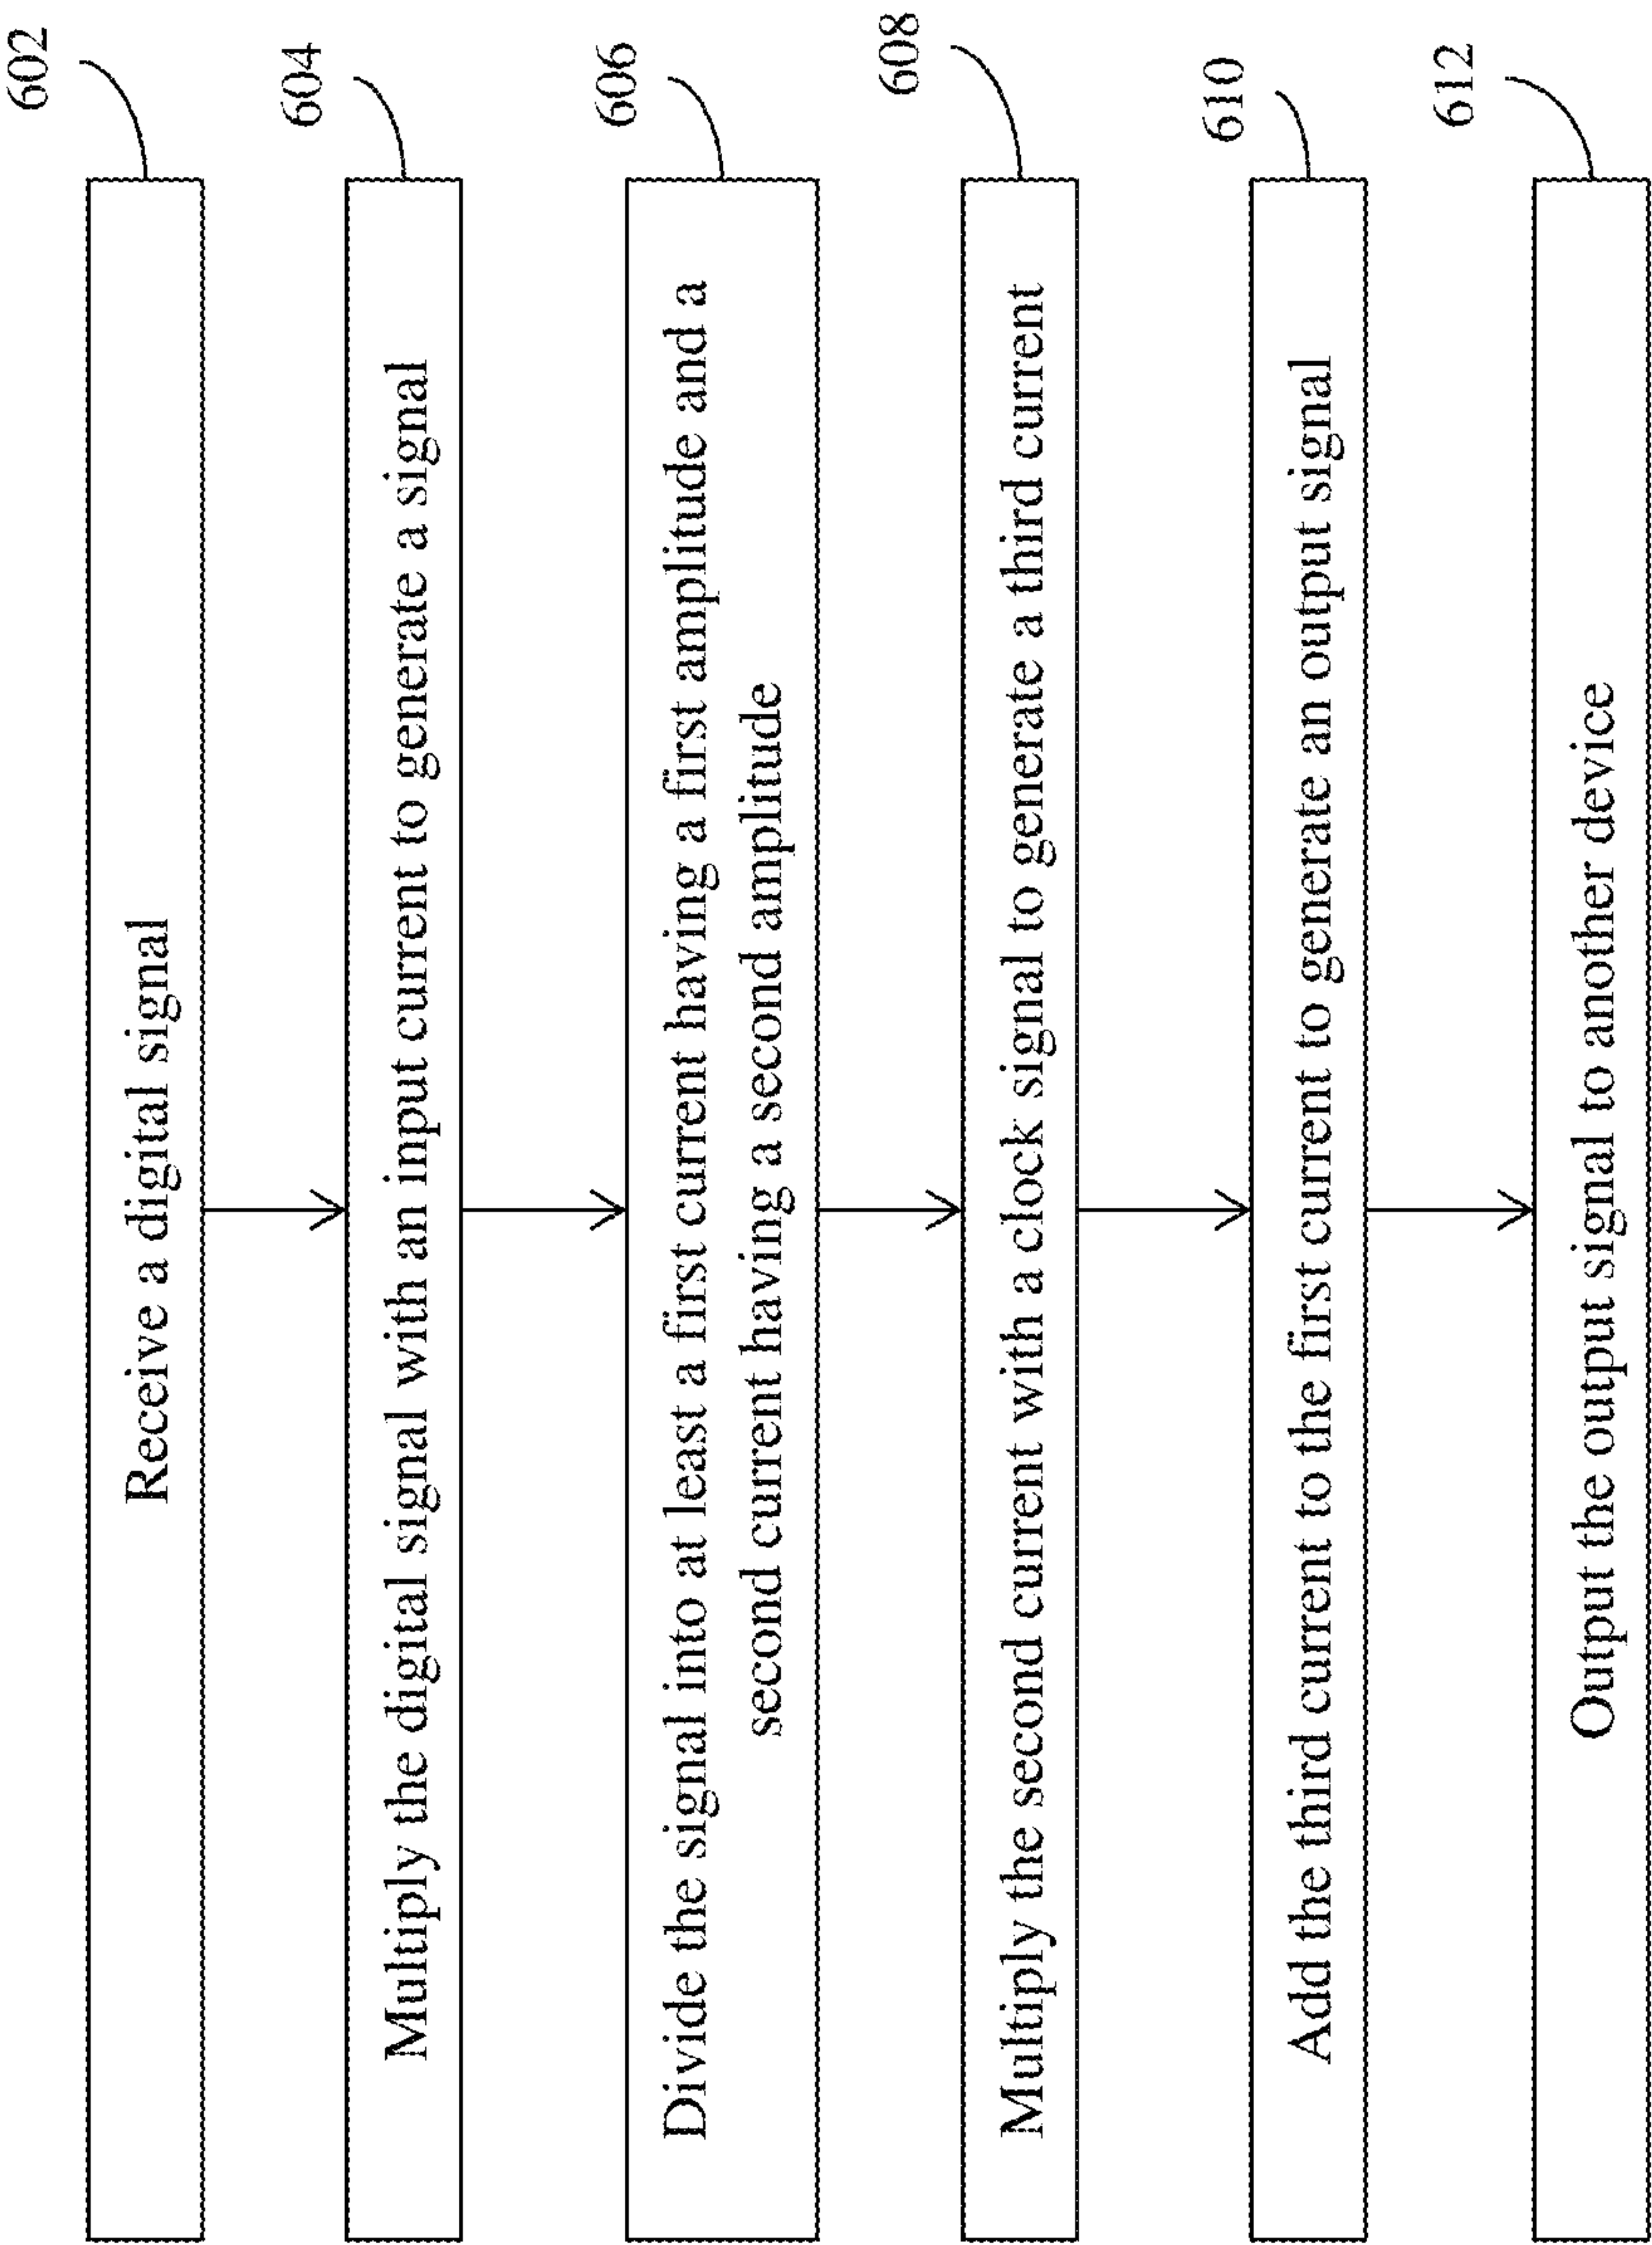 602
Receive a digital signal
604
Multiply the digital signal with an input current to generate a signal
606
Divide the signal into at least a first current having a first amplitude and a
second current having a second amplitude
608
Multiply the second current with a clock signal to generate a third current
610
Add the third current to the first current to generate an output signal
612
Output the output signal to another device